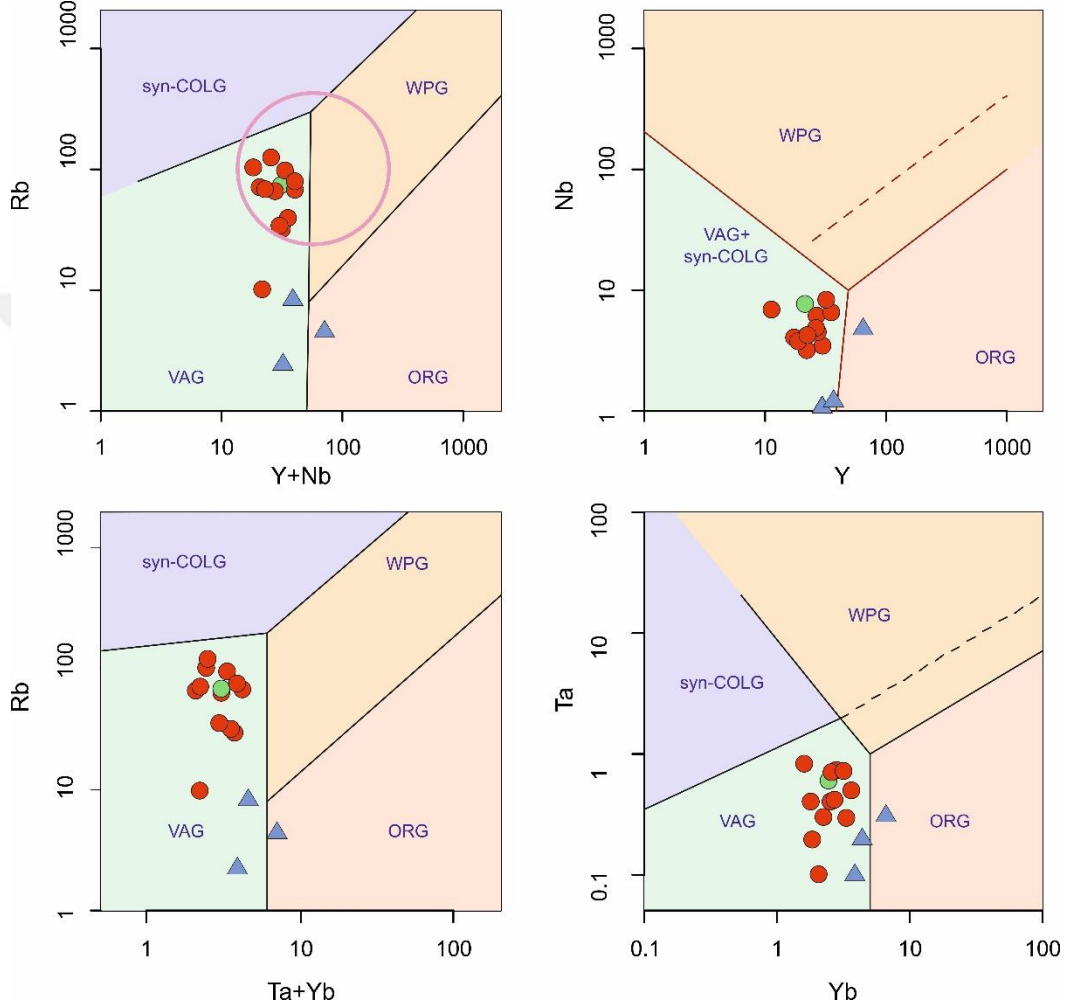 1000
syn-COLG
WPG
100
Rb
10
VAG
ORG
1
1
10
100
1000
Y+Nb
1000
WPG
100
Nb
VAG+
syn-COLG
10
ORG
1
1
10
100
1000
Y
1000
syn-COLG
WPG
100
Rb
10
VAG
ORG
1
1
10
100
Ta+Yb
100
WPG
10
syn-COLG
Ta
1
VAG
ORG
0.1
0.1
1
10
100
Yb